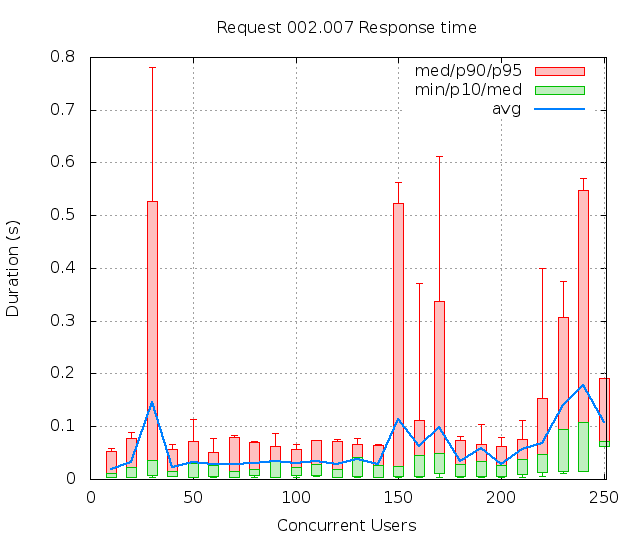 Request 002.007 Response time
med/p90/p95
min/p10/med
avg
Duration (s)
0.8
0.7
0.6
0.5
0.4
0.3
0.2
0.1
0
0 50 100 150 200 250
Concurrent Users